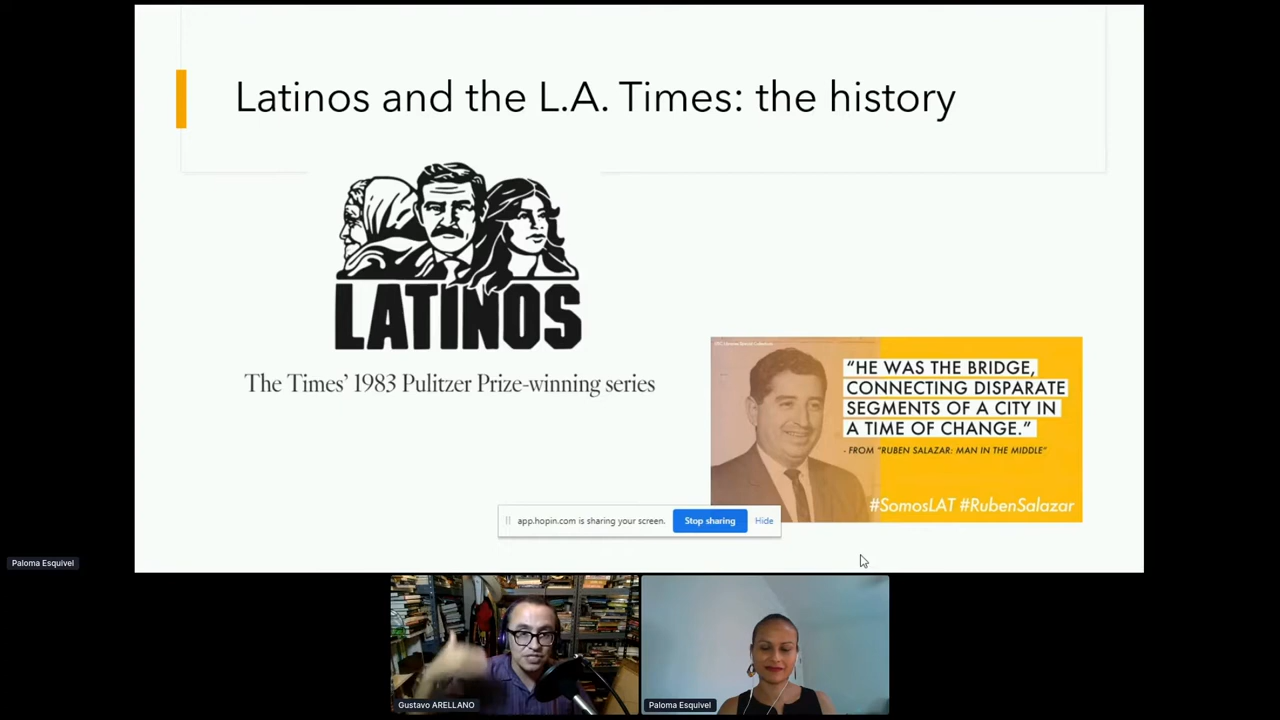 Latinos and the L.A. Times: the history
LATINOS
The Times' 1983 Pulitzer Prize-winning series
“HE WAS THE BRIDGE,
CONNECTING DISPARATE
SEGMENTS OF A CITY IN
A TIME OF CHANGE.”
- FROM “RUBEN SALAZAR: MAN IN THE MIDDLE”
#SomosLAT #RubenSalazar
app.hopin.com is sharing your screen.
Stop sharing
Hide
Paloma Esquivel
Gustavo ARELLANO
Paloma Esquivel